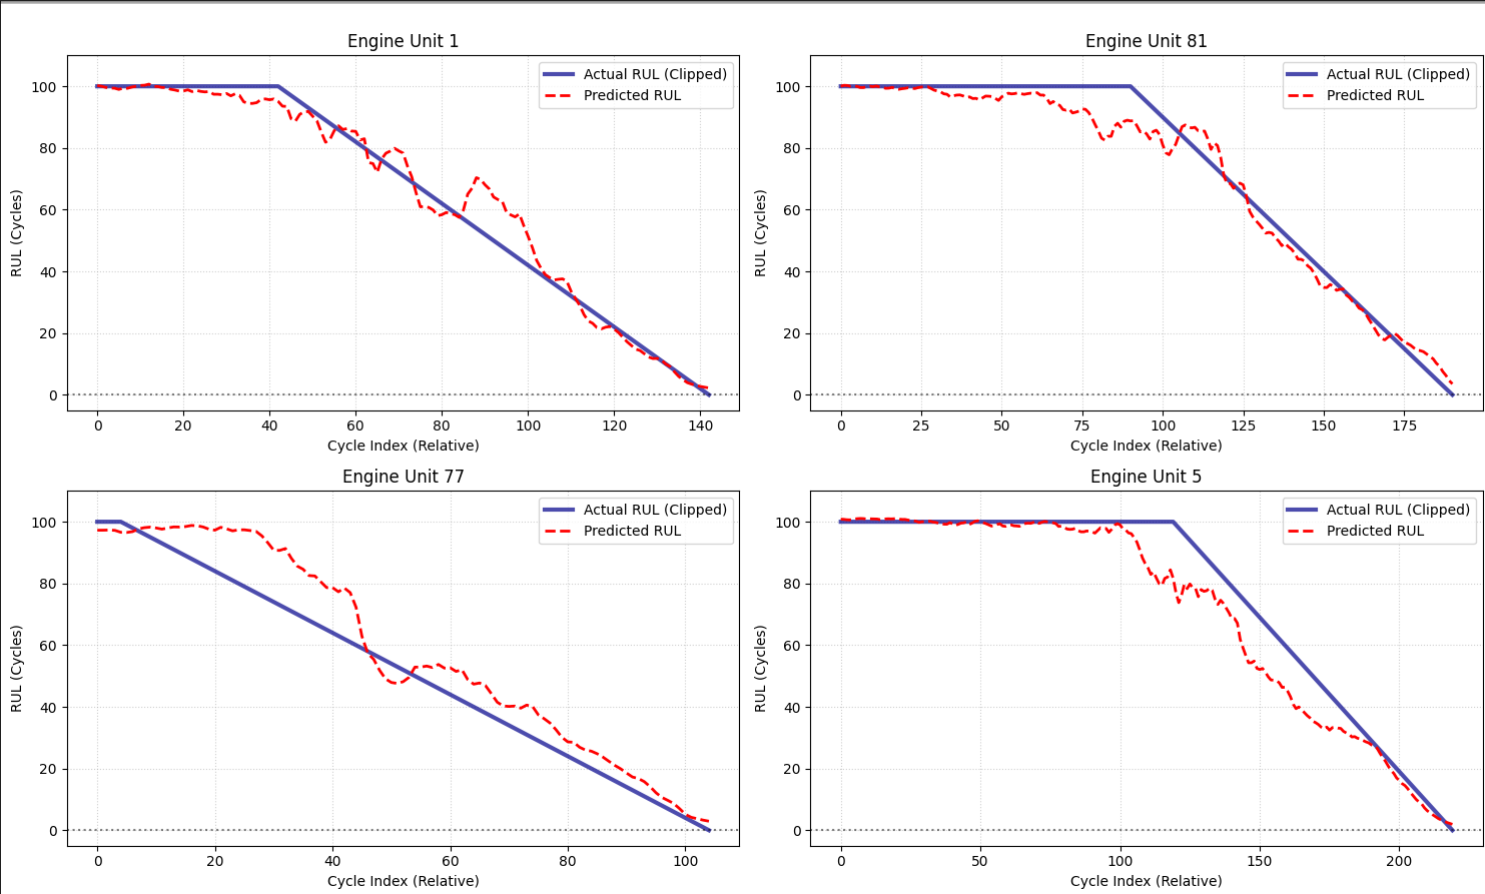 Engine Unit 1
Actual RUL (Clipped)
Predicted RUL
RUL (Cycles)
100
80
60
40
20
0
0 20 40 60 80 100 120 140
Cycle Index (Relative)
Engine Unit 81
Actual RUL (Clipped)
Predicted RUL
RUL (Cycles)
100
80
60
40
20
0
0 25 50 75 100 125 150 175
Cycle Index (Relative)
Engine Unit 77
Actual RUL (Clipped)
Predicted RUL
RUL (Cycles)
100
80
60
40
20
0
0 20 40 60 80 100
Cycle Index (Relative)
Engine Unit 5
Actual RUL (Clipped)
Predicted RUL
RUL (Cycles)
100
80
60
40
20
0
0 50 100 150 200
Cycle Index (Relative)